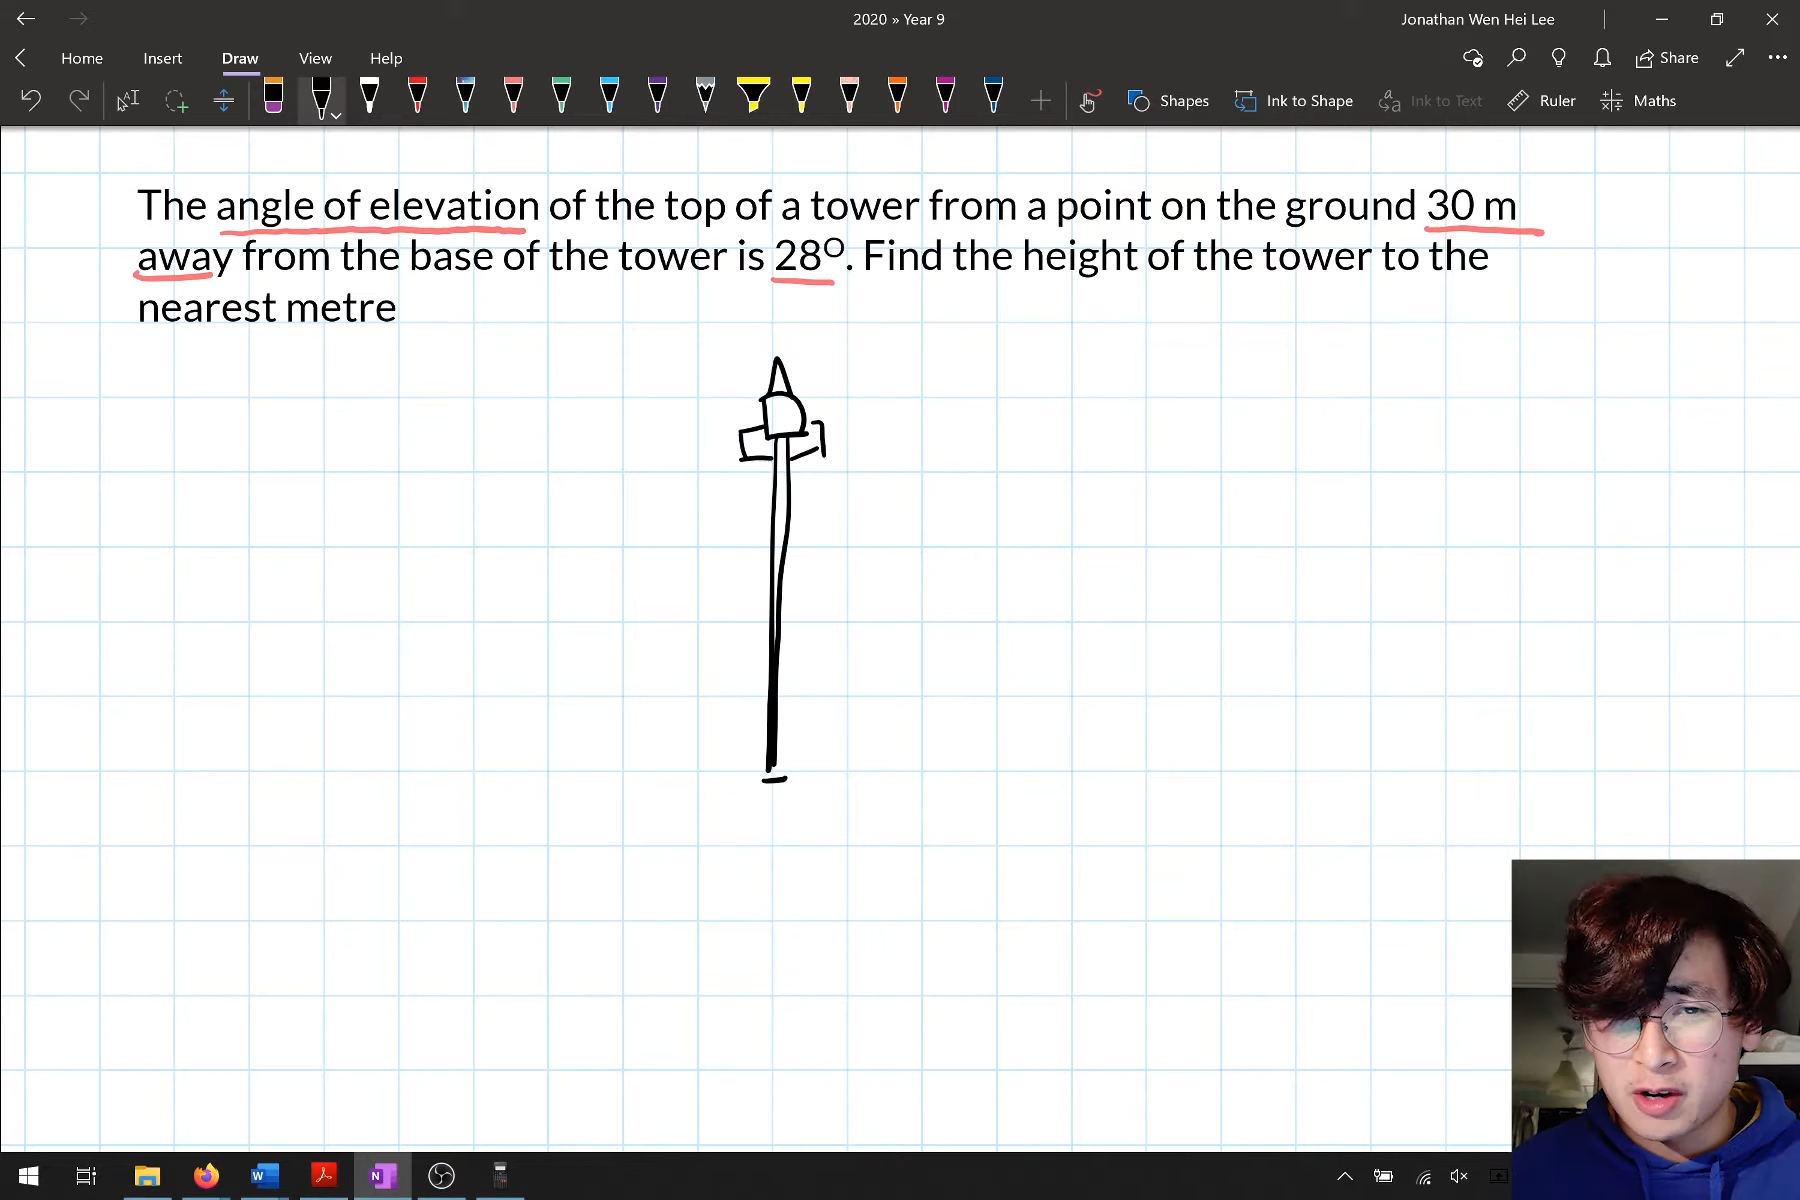 2020 » Year 9
Jonathan Wen Hei Lee
Home Insert Draw View Help
Share
Shapes Ink to Shape Ink to Text Ruler Maths
The angle of elevation of the top of a tower from a point on the ground 30 m
away from the base of the tower is 28°. Find the height of the tower to the
nearest metre